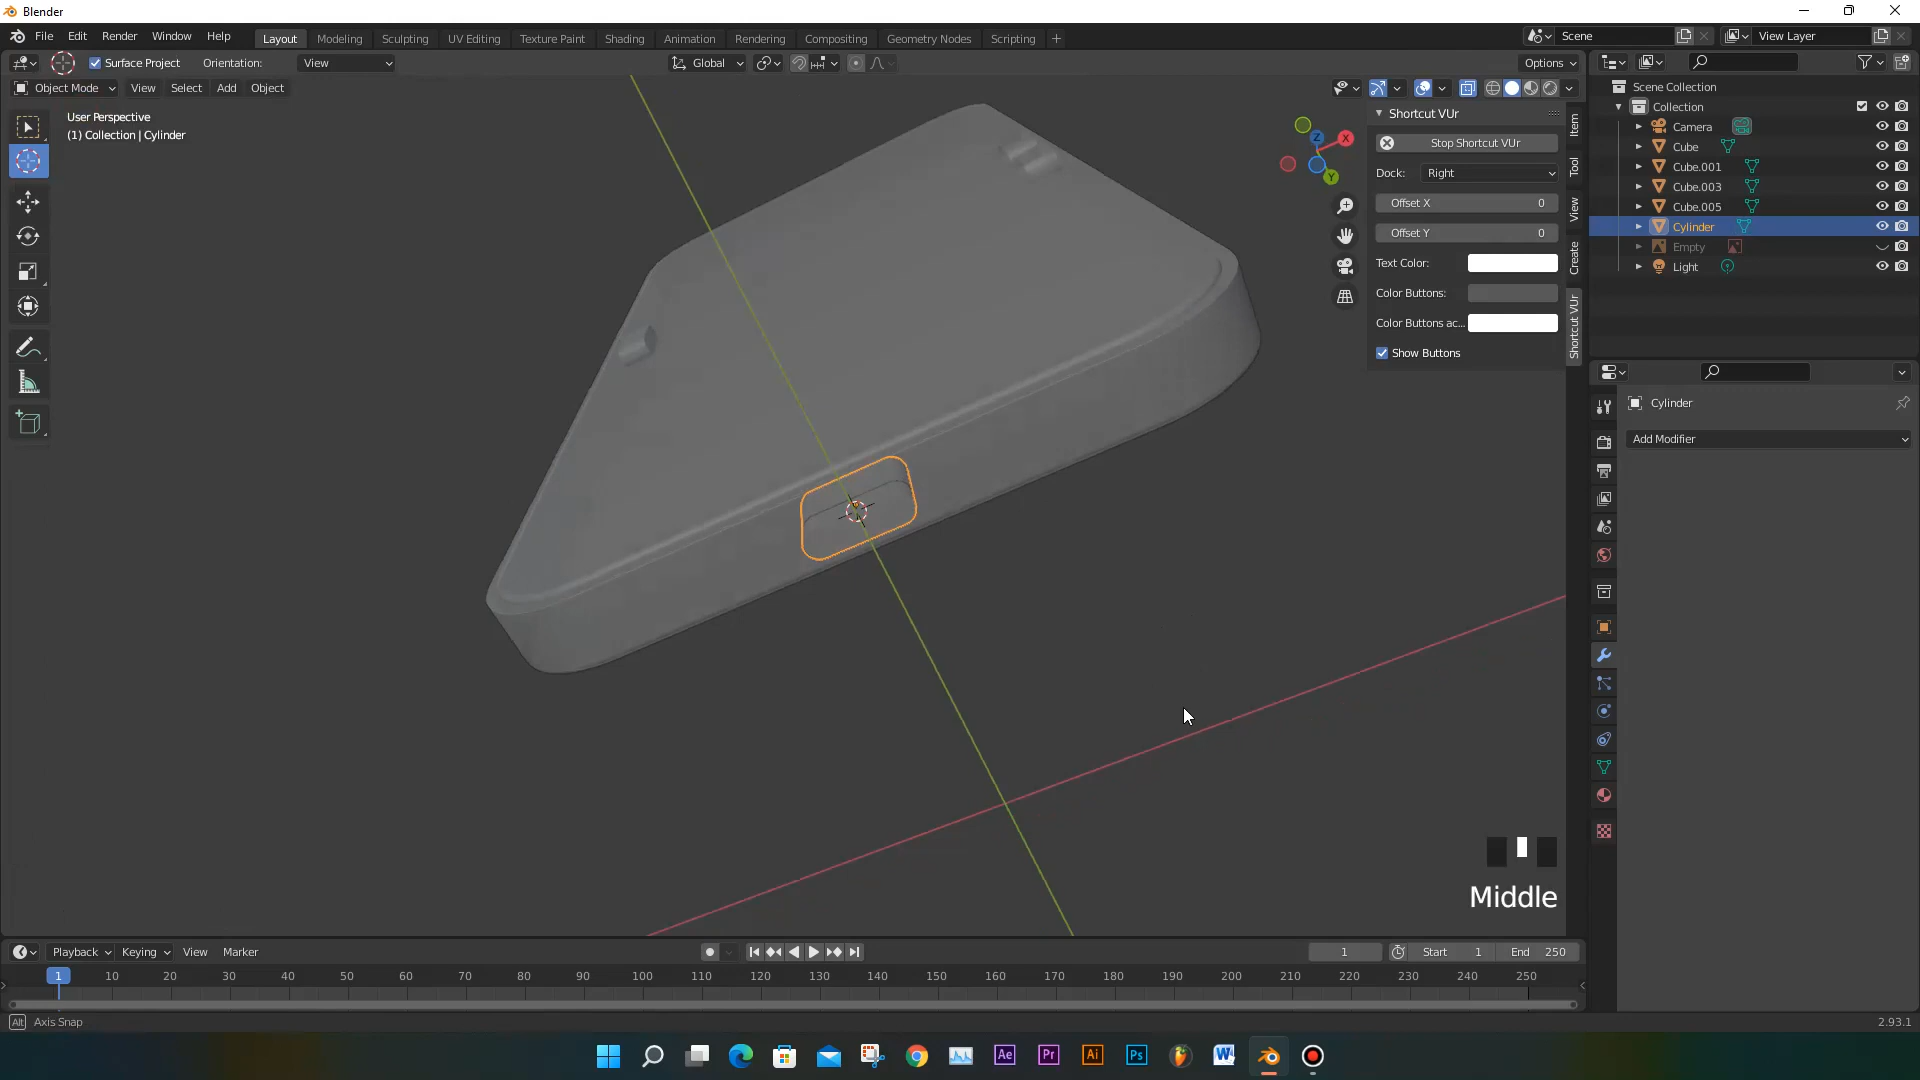 Blender
File Edit Render Window Help
Layout Modeling Sculpting UV Editing Texture Paint Shading Animation Rendering Compositing Geometry Nodes Scripting
Scene
View Layer
Surface Project Orientation: View
Global
Options
Object Mode View Select Add Object
User Perspective
(1) Collection | Cylinder
Shortcut VUr
Stop Shortcut VUr
Dock: Right
Offset X 0
Offset Y 0
Text Color:
Color Buttons:
Color Buttons ac...
Show Buttons
Item
Tool
View
Create
Shortcut VUr
X
Y
Z
Scene Collection
Collection
Camera
Cube
Cube.001
Cube.003
Cube.005
Cylinder
Empty
Light
Cylinder
Add Modifier
Middle
Playback Keying View Marker
1
Start 1 End 250
1 10 20 30 40 50 60 70 80 90 100 110 120 130 140 150 160 170 180 190 200 210 220 230 240 250
Alt Axis Snap
2.93.1
Ae Pr Ai Ps W